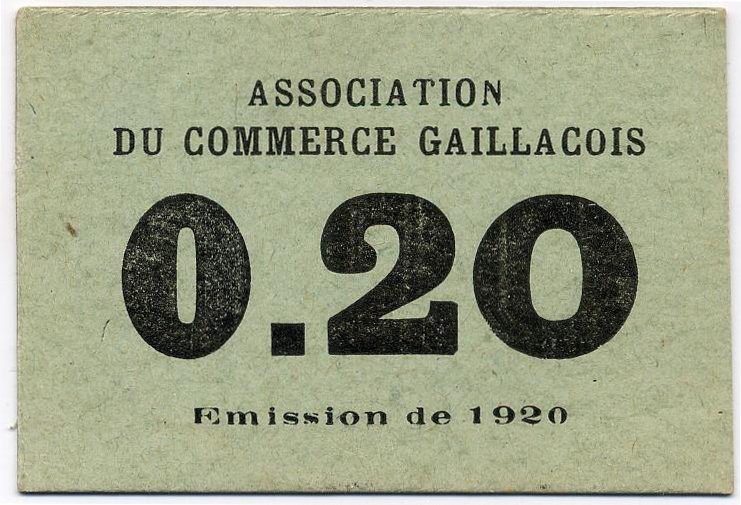 ASSOCIATION
DU COMMERCE GAILLACOIS
0.20
Emission de 1920